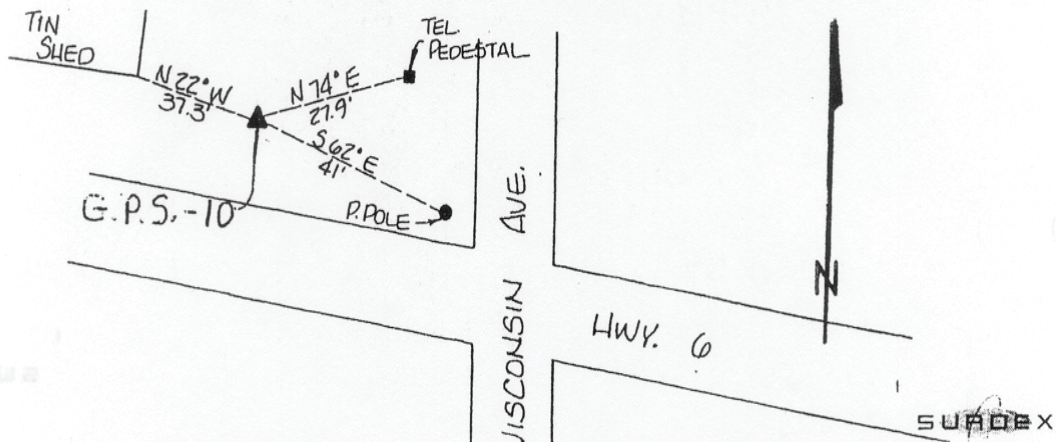 TIN
SHED
TEL.
PEDESTAL
N 22° W
37.3'
N 74° E
27.9'
S 62° E
41'
G.P.S.-10
P.POLE
WISCONSIN AVE.
HWY. 6
N
SURDEX